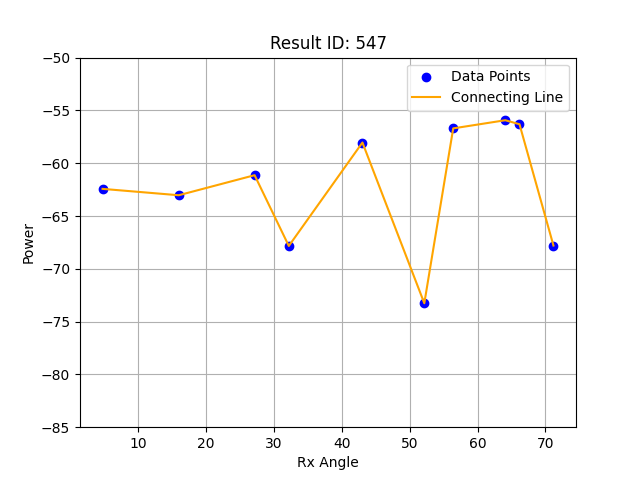 Result ID: 547
Data Points
Connecting Line
Power
−50
−55
−60
−65
−70
−75
−80
−85
10 20 30 40 50 60 70
Rx Angle